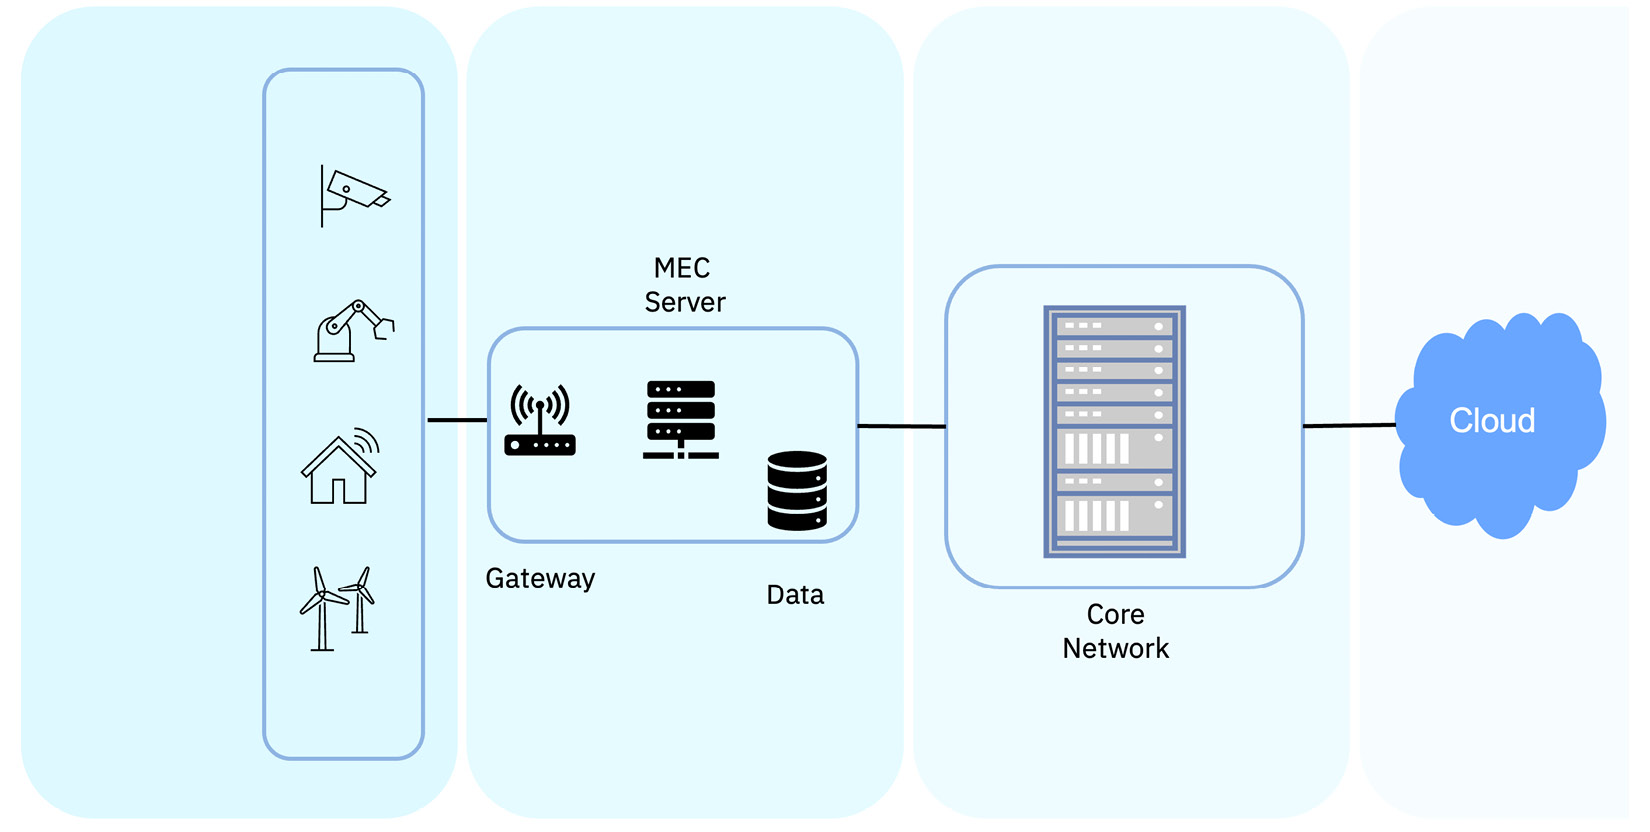 MEC
Server
Gateway
Data
Core
Network
Cloud